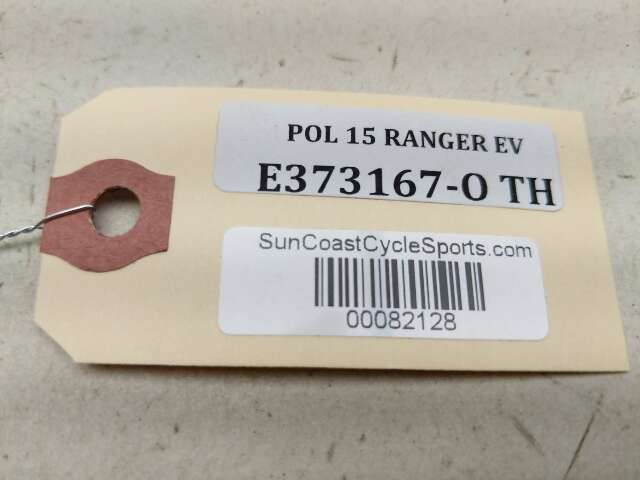 POL 15 RANGER EV
E373167-O TH
SunCoastCycleSports.com
00082128